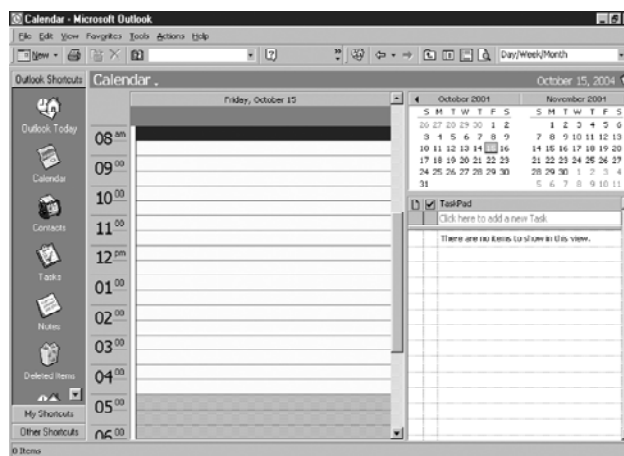 Calendar - Microsoft Outlook
File Edit View Favorites Tools Actions Help
New Day/Week/Month
Outlook Shortcuts
Calendar . October 15, 2004
Outlook Today
Calendar
Contacts
Tasks
Notes
Deleted Items
My Shortcuts
Other Shortcuts
Friday, October 15
08 am
09 00
10 00
11 00
12 pm
01 00
02 00
03 00
04 00
05 00
06 00
October 2004 November 2004
S M T W T F S S M T W T F S
26 27 28 29 30 1 2 1 2 3 4 5 6
3 4 5 6 7 8 9 7 8 9 10 11 12 13
10 11 12 13 14 15 16 14 15 16 17 18 19 20
17 18 19 20 21 22 23 21 22 23 24 25 26 27
24 25 26 27 28 29 30 28 29 30 1 2 3 4
31 5 6 7 8 9 10 11
TaskPad
Click here to add a new Task
There are no items to show in this view.
0 Items